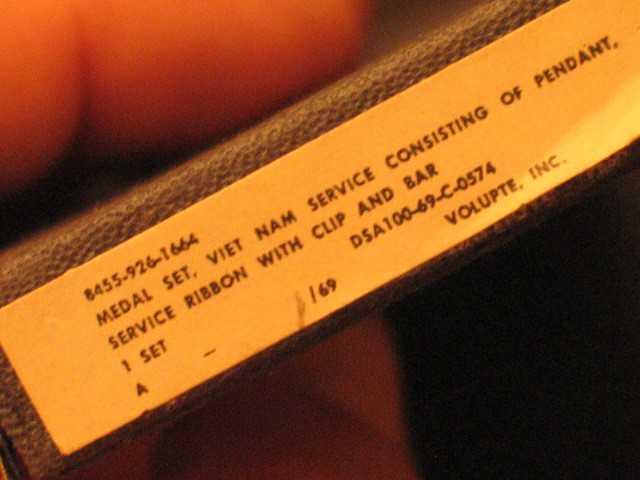 8455-926-1664
MEDAL SET, VIET NAM SERVICE CONSISTING OF PENDANT,
SERVICE RIBBON WITH CLIP AND BAR
1 SET DSA100-69-C-0574
A /69 VOLUPTE, INC.